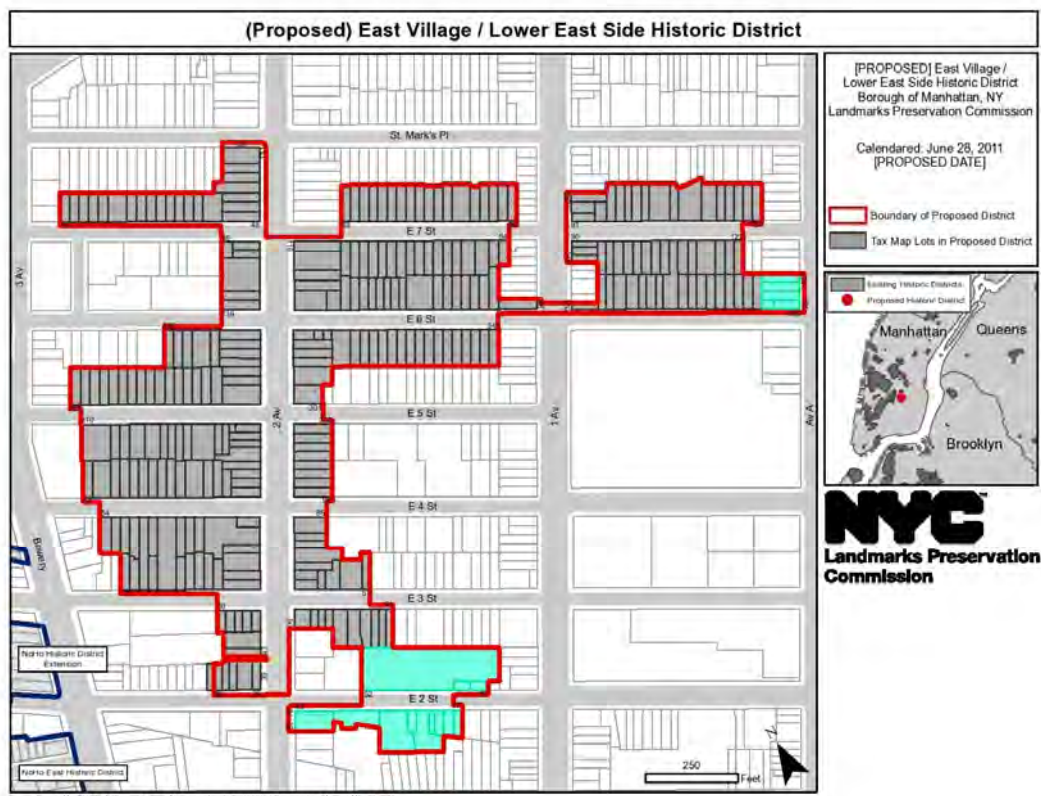 (Proposed) East Village / Lower East Side Historic District
[PROPOSED] East Village /
Lower East Side Historic District
Borough of Manhattan, NY
Landmarks Preservation Commission
Calendared: June 28, 2011
[PROPOSED DATE]
Boundary of Proposed District
Tax Map Lots in Proposed District
Existing Historic Districts
Proposed Historic District
Manhattan
Queens
Brooklyn
NYC
Landmarks Preservation
Commission
St. Mark's Pl
E 7 St
E 6 St
E 5 St
E 4 St
E 3 St
E 2 St
3 Av
2 Av
1 Av
Av A
Bowery
NoHo Historic District
Extension
NoHo East Historic District
250
Feet
N